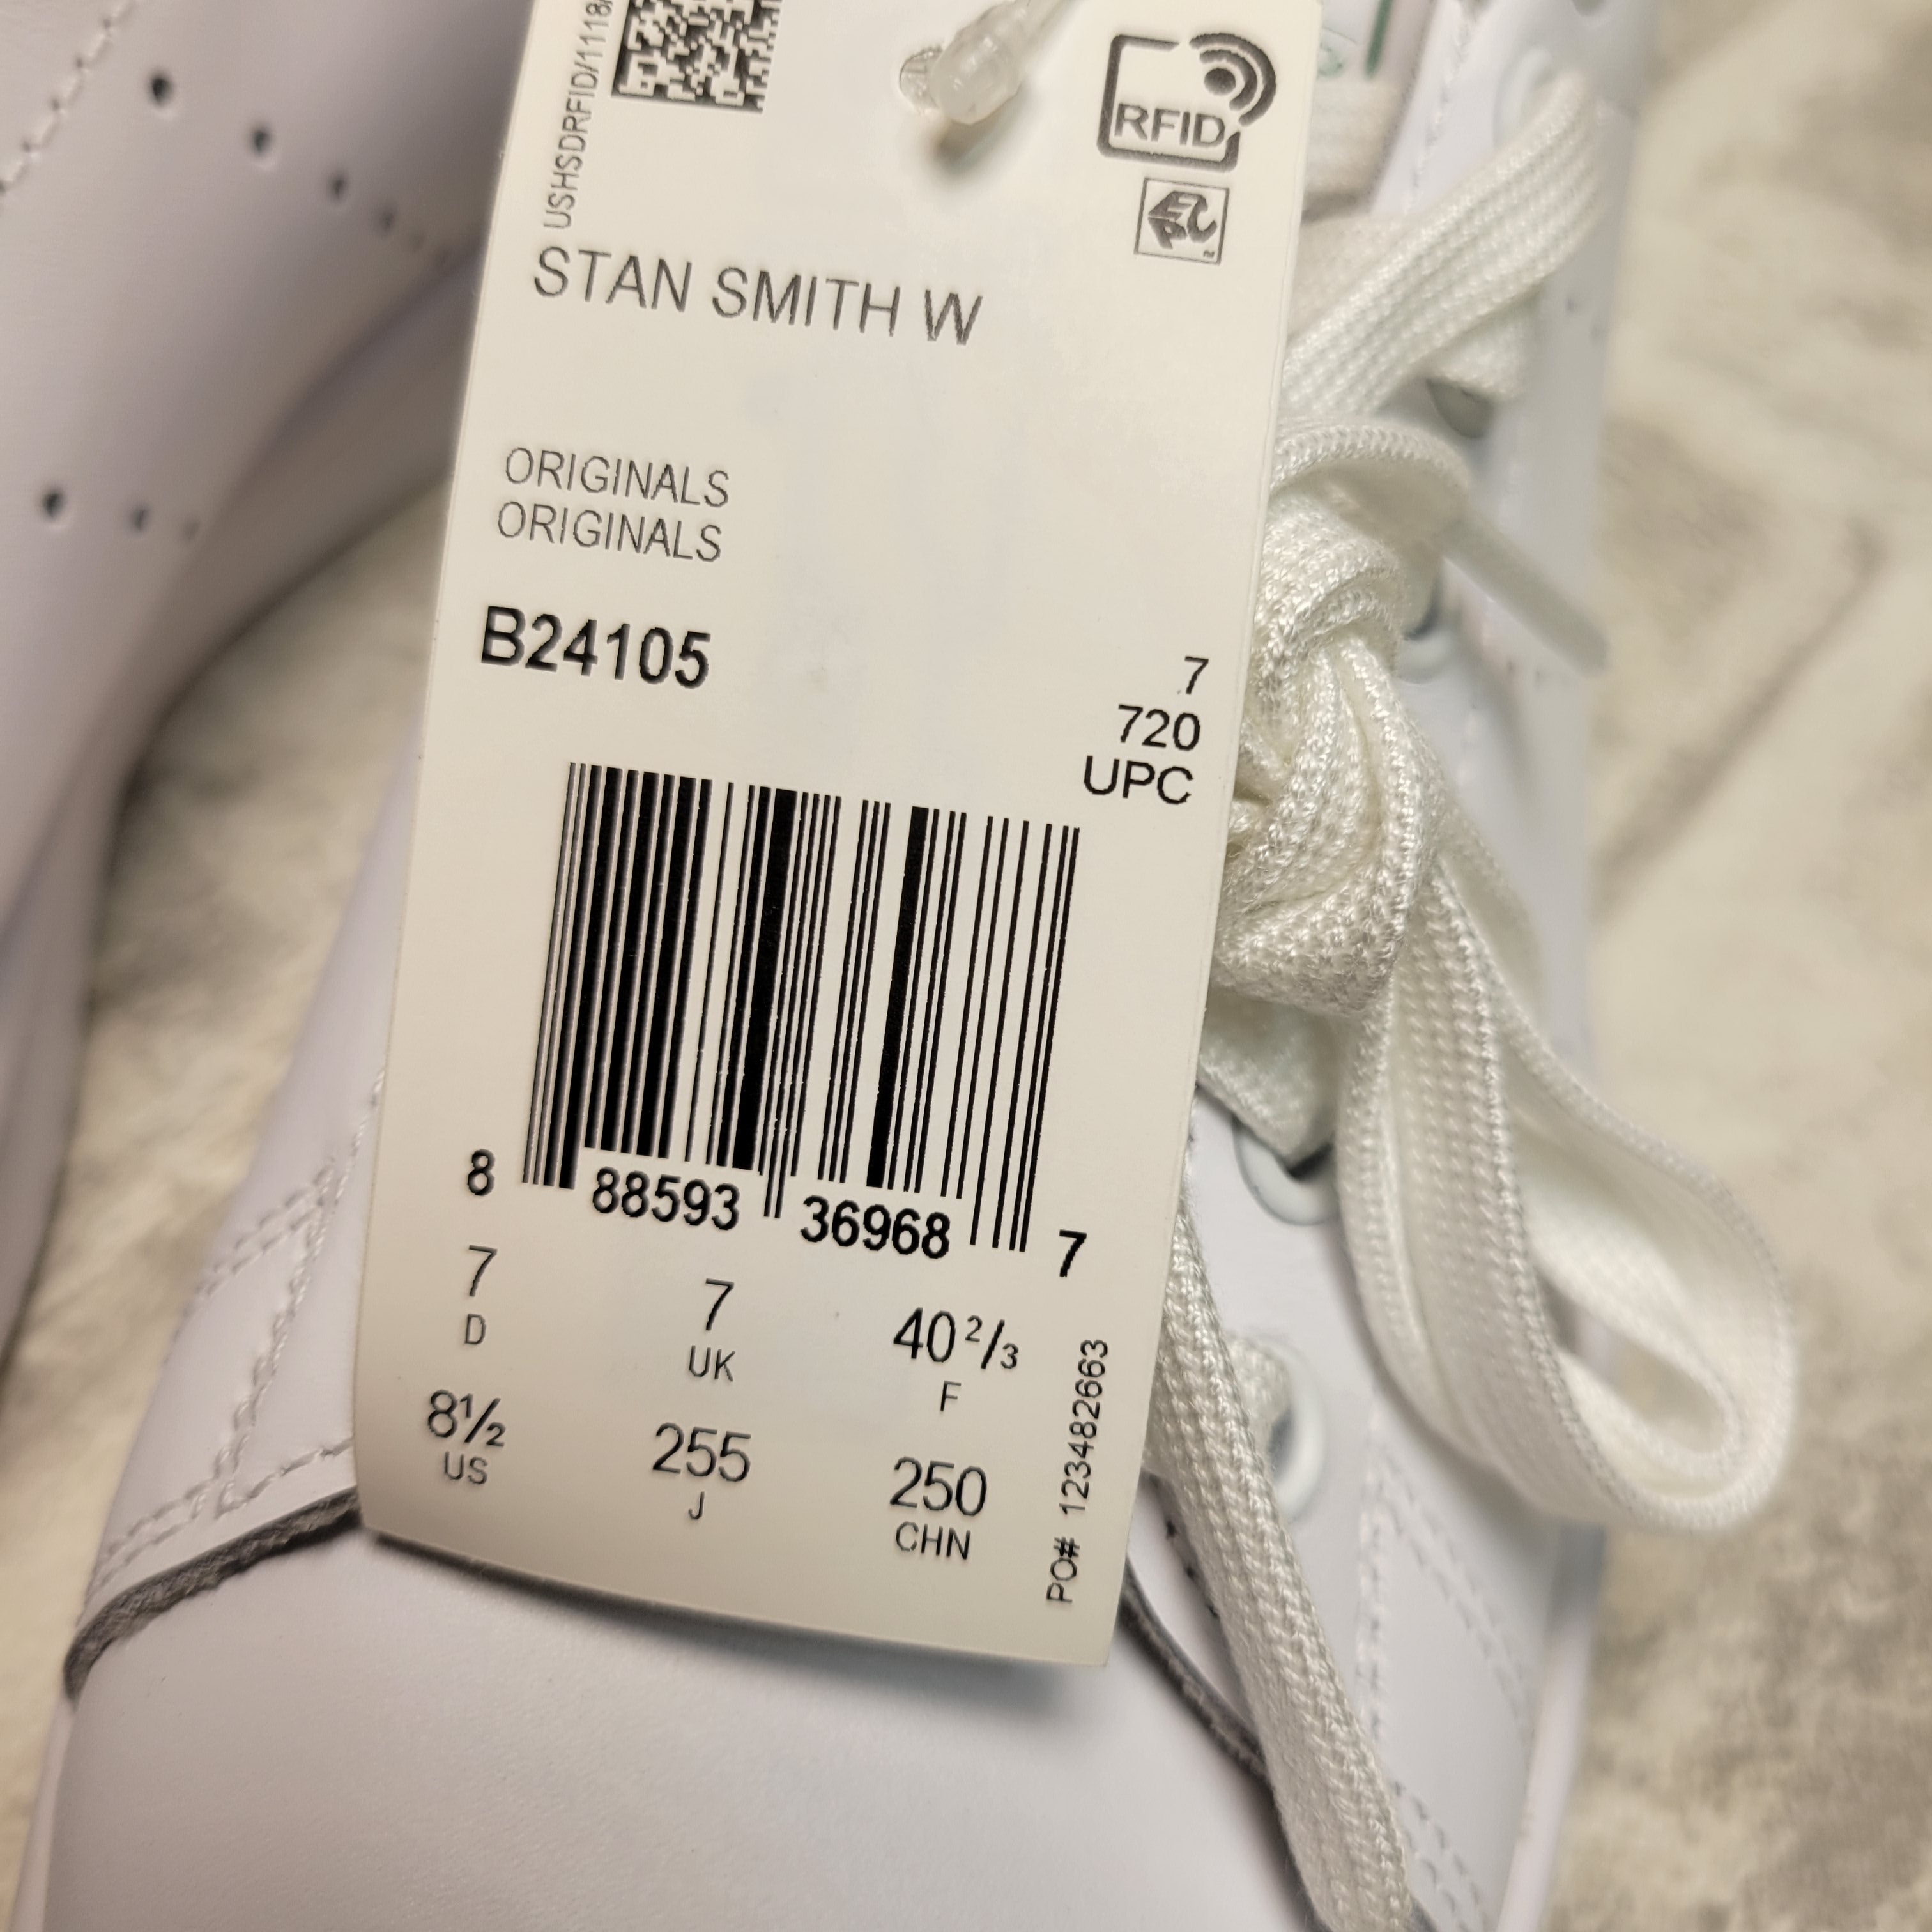 USHSDRFID/1118/
RFID
EPC
STAN SMITH W
ORIGINALS
ORIGINALS
B24105
7
720
UPC
8 88593 36968 7
7 7 40 2/3
D UK F
8½ 255 250
US J CHN
PO# 123482663